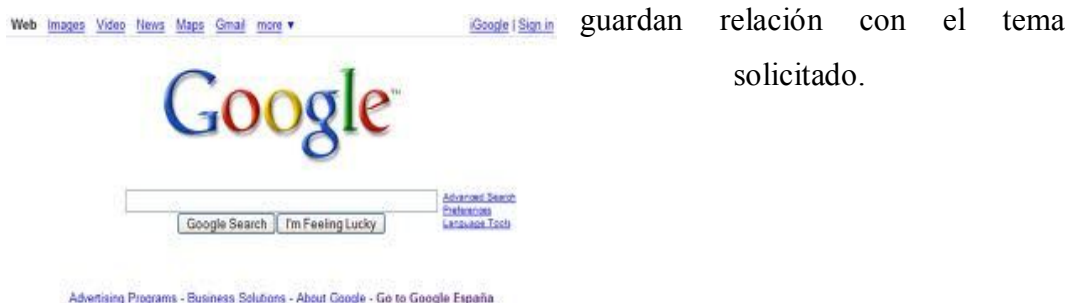 Web Images Video News Maps Gmail more ▼ iGoogle | Sign in
guardan relación con el tema
solicitado.
Google™
Advanced Search
Preferences
Language Tools
Google Search I'm Feeling Lucky
Advertising Programs - Business Solutions - About Google - Go to Google España